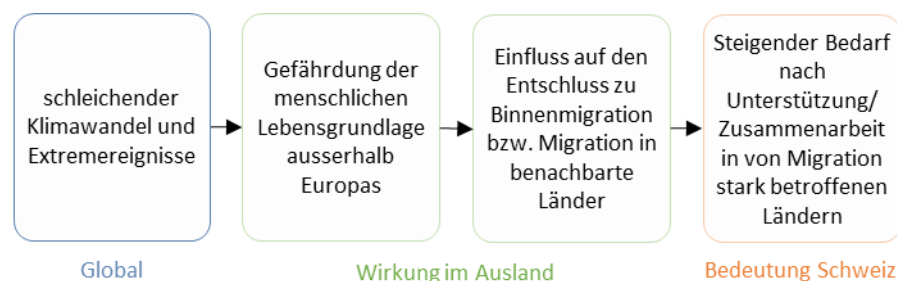 schleichender
Klimawandel und
Extremereignisse
Gefährdung der
menschlichen
Lebensgrundlage
ausserhalb
Europas
Einfluss auf den
Entschluss zu
Binnenmigration
bzw. Migration in
benachbarte
Länder
Steigender Bedarf
nach
Unterstützung/
Zusammenarbeit
in von Migration
stark betroffenen
Ländern
Global
Wirkung im Ausland
Bedeutung Schweiz